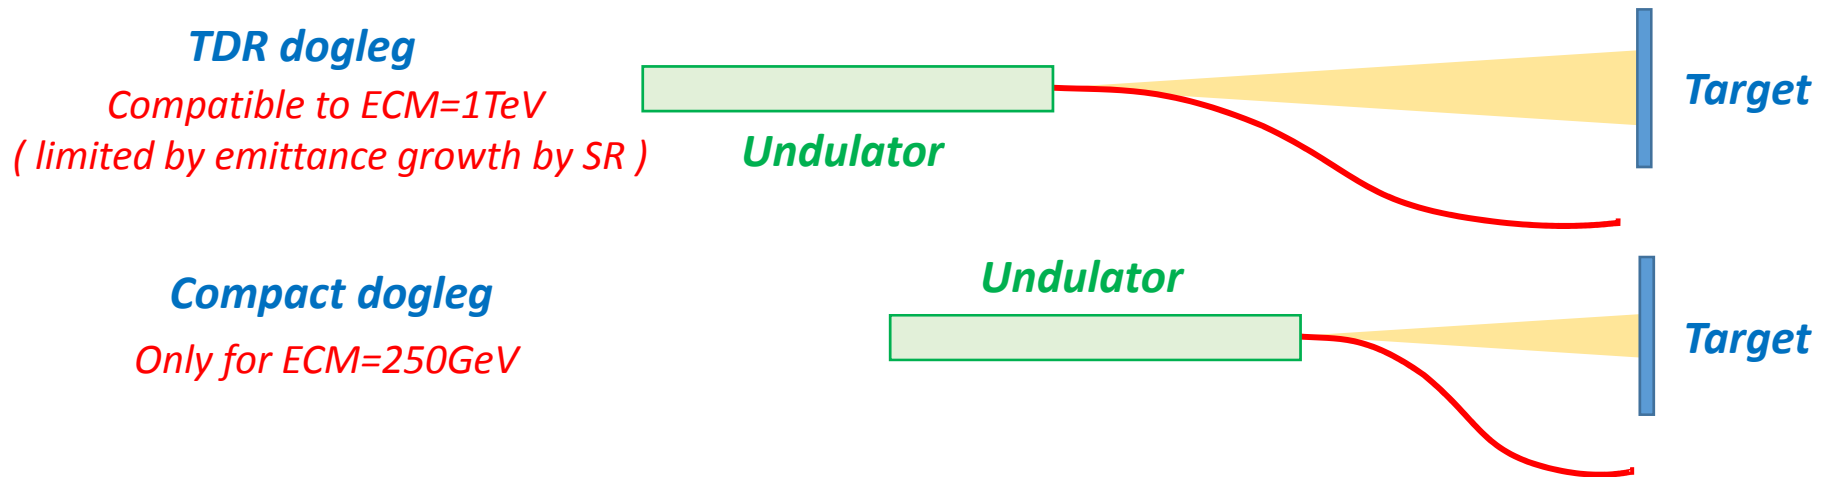 TDR dogleg
Compatible to ECM=1TeV
( limited by emittance growth by SR )
Undulator
Target
Compact dogleg
Only for ECM=250GeV
Undulator
Target